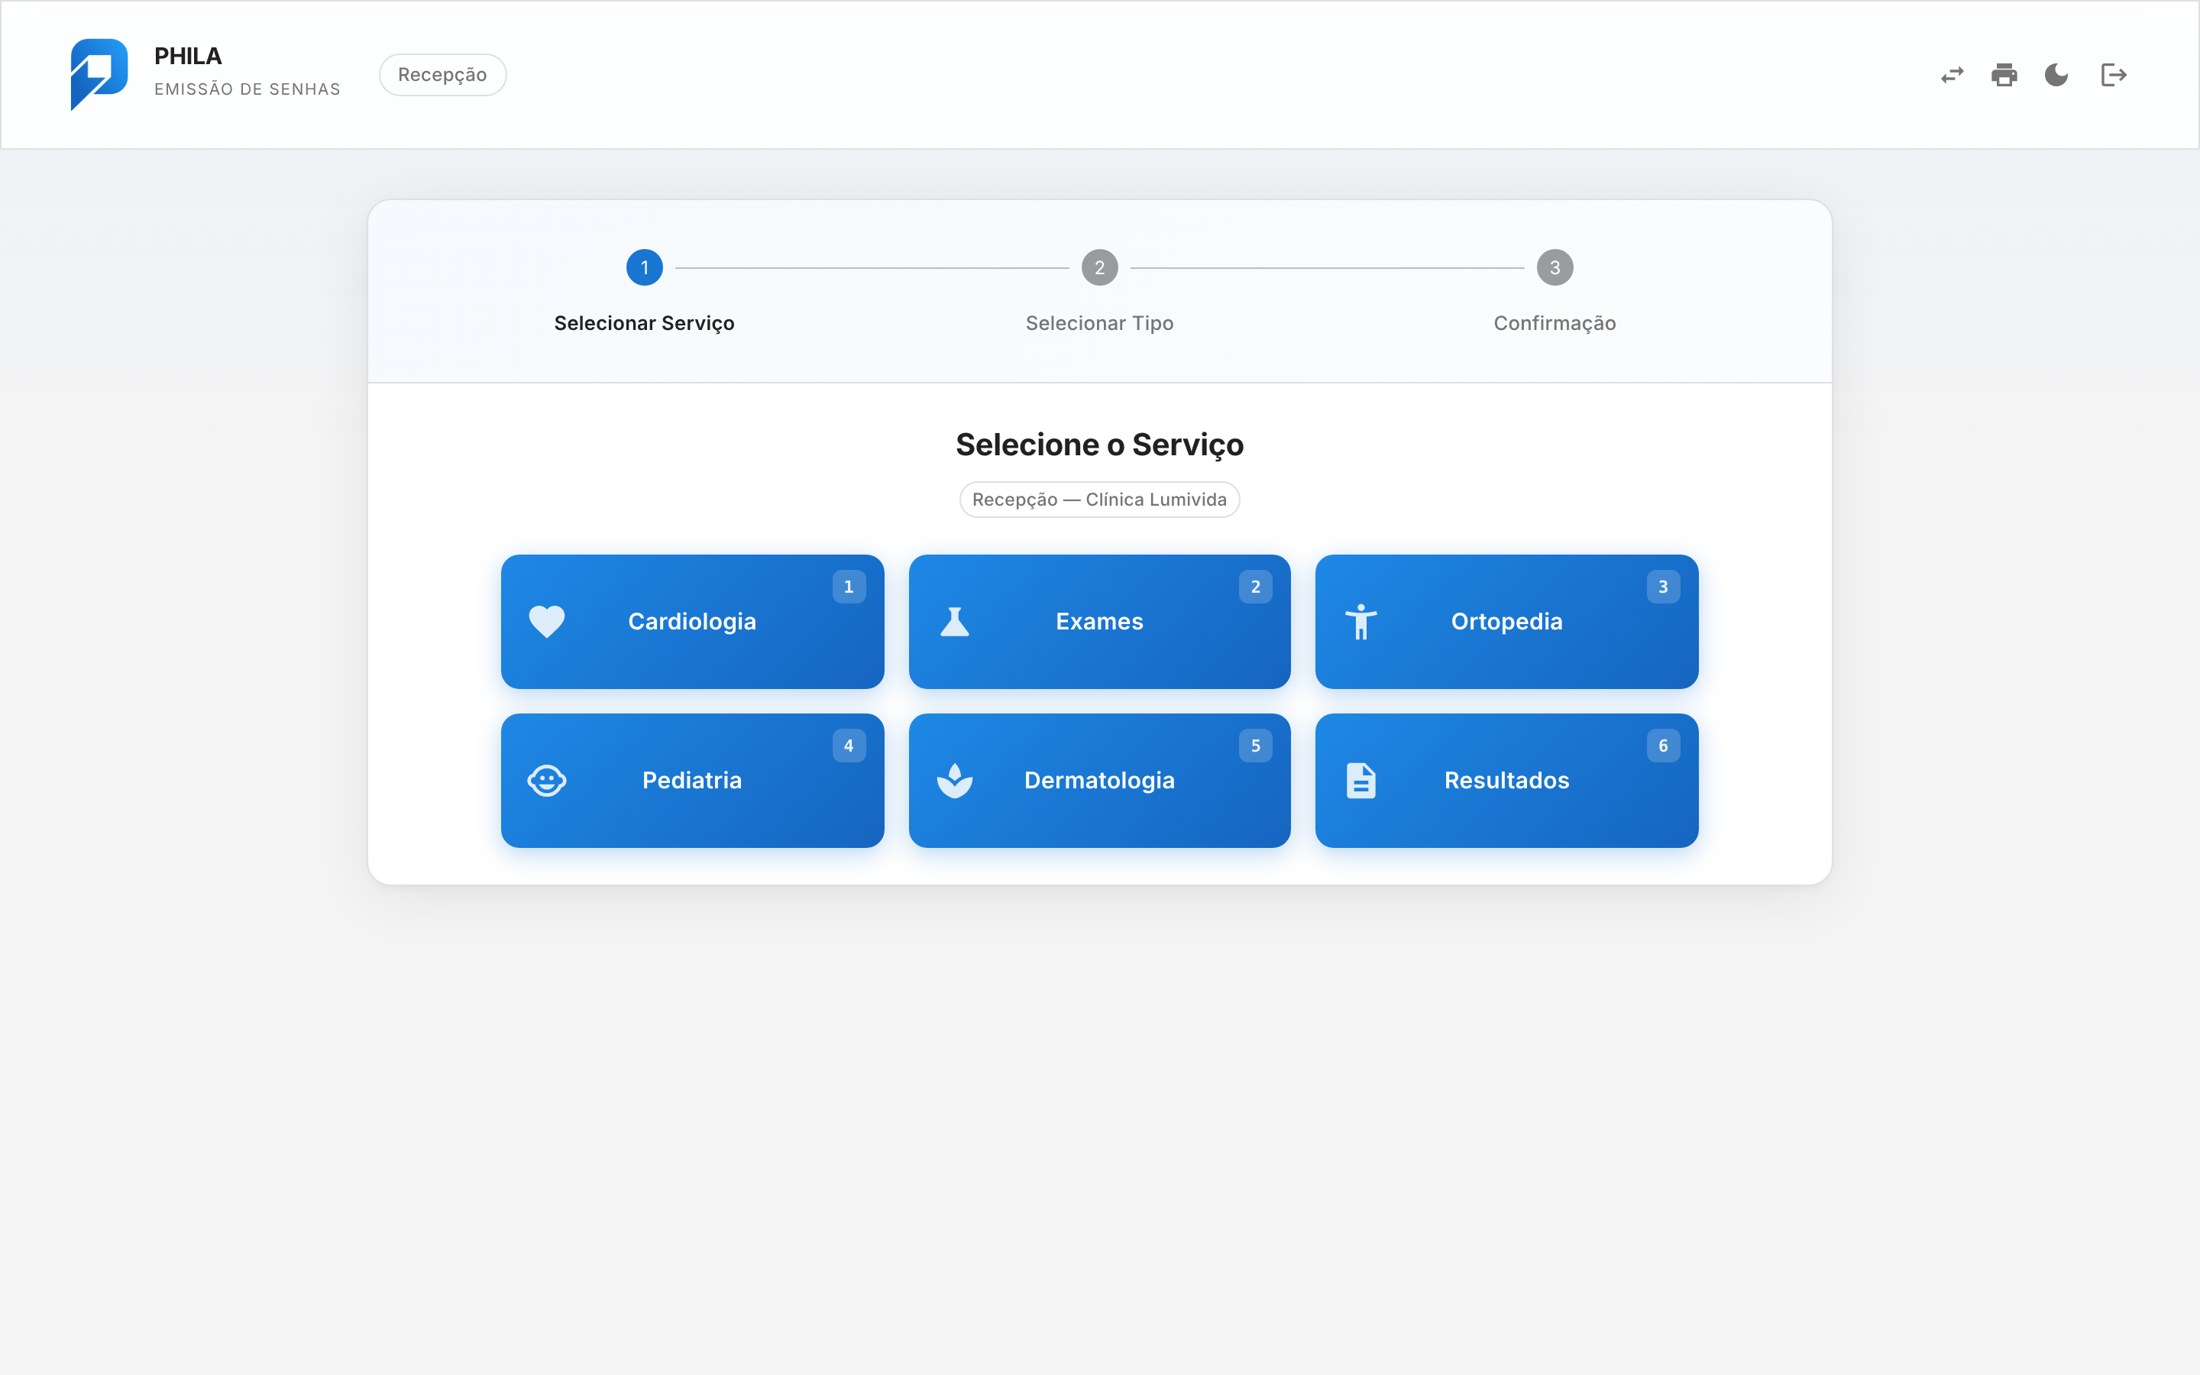 PHILA
EMISSÃO DE SENHAS
Recepção
1
2
3
Selecionar Serviço
Selecionar Tipo
Confirmação
Selecione o Serviço
Recepção — Clínica Lumivida
1
Cardiologia
2
Exames
3
Ortopedia
4
Pediatria
5
Dermatologia
6
Resultados